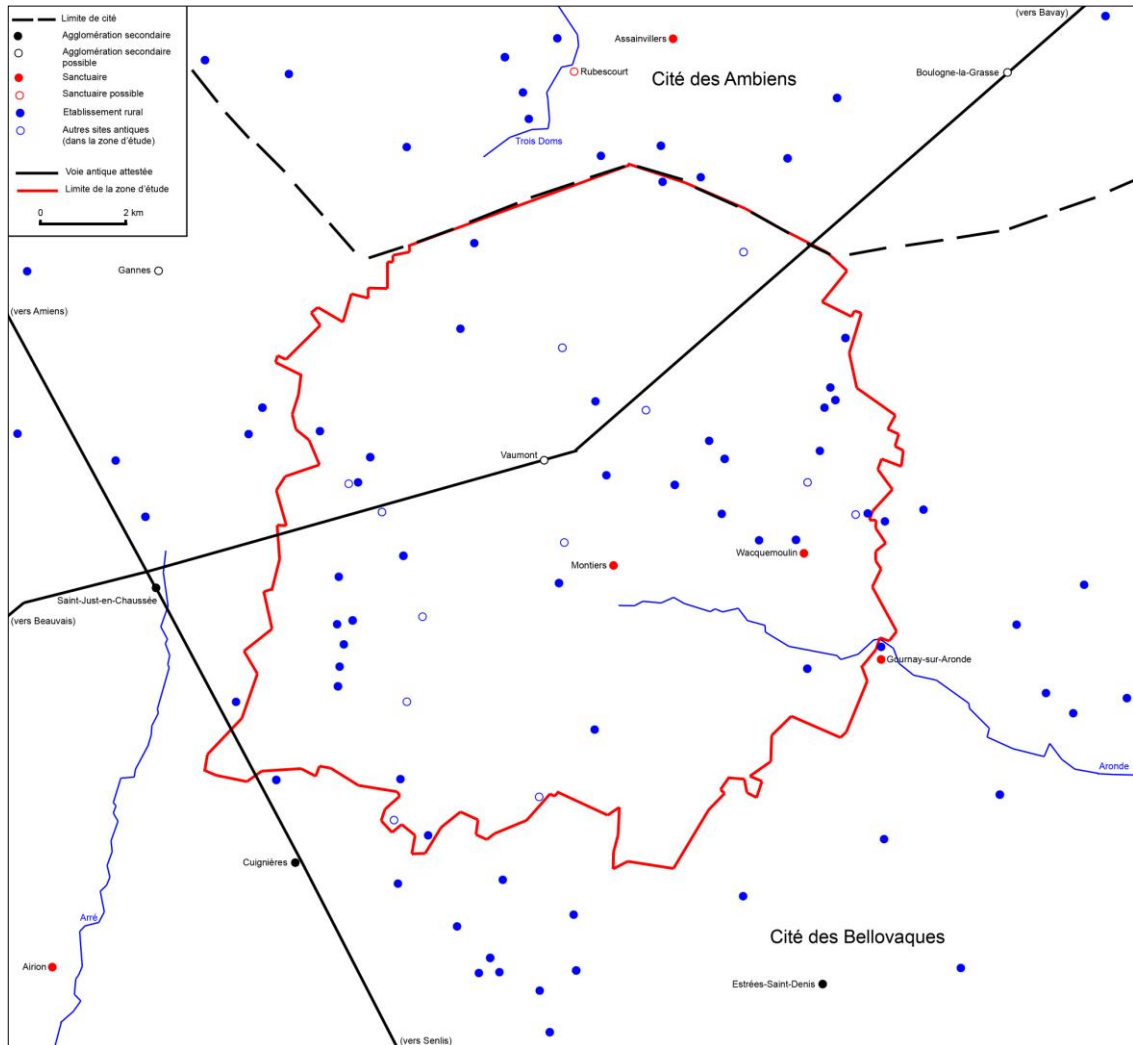 Limite de cité
Agglomération secondaire
Agglomération secondaire
possible
Sanctuaire
Sanctuaire possible
Etablissement rural
Autres sites antiques
(dans la zone d'étude)
Voie antique attestée
Limite de la zone d'étude
0
2 km
(vers Bavay)
Assainvillers
Rubescourt
Cité des Ambiens
Boulogne-la-Grasse
Trois Doms
Gannes
(vers Amiens)
Vaumont
Wacquemoulin
Montiers
Saint-Just-en-Chaussée
(vers Beauvais)
Gournay-sur-Aronde
Aronde
Cuignières
Arré
Cité des Bellovaques
Airion
Estrées-Saint-Denis
(vers Senlis)